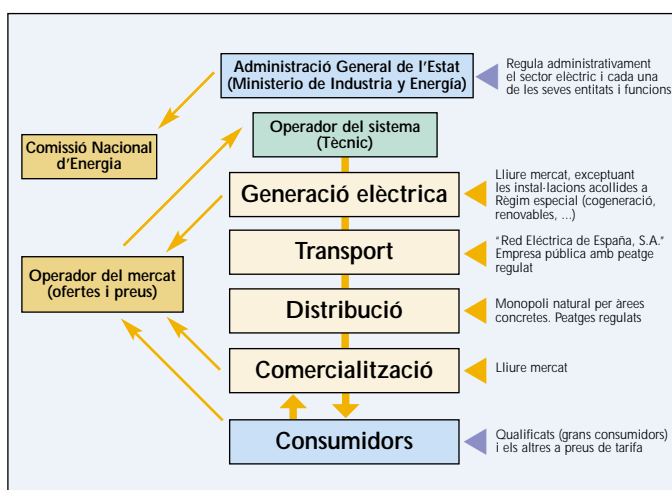 Administració General de l'Estat
(Ministerio de Industria y Energía)
Regula administrativament
el sector elèctric i cada una
de les seves entitats i funcions
Operador del sistema
(Tècnic)
Comissió Nacional
d'Energia
Generació elèctrica
Lliure mercat, exceptuant
les instal·lacions acollides a
Règim especial (cogeneració,
renovables, ...)
Transport
"Red Eléctrica de España, S.A."
Empresa pública amb peatge
regulat
Operador del mercat
(ofertes i preus)
Distribució
Monopoli natural per àrees
concretes. Peatges regulats
Comercialització
Lliure mercat
Consumidors
Qualificats (grans consumidors)
i els altres a preus de tarifa